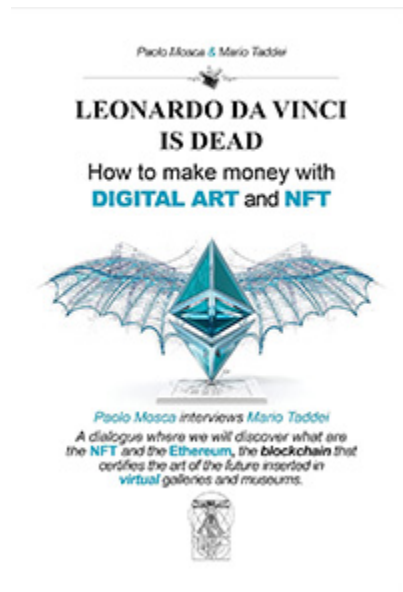 Paolo Mosca & Mario Taddei
LEONARDO DA VINCI
IS DEAD
How to make money with
DIGITAL ART and NFT
Paolo Mosca interviews Mario Taddei
A dialogue where we will discover what are
the NFT and the Ethereum, the blockchain that
certifies the art of the future inserted in
virtual galleries and museums.